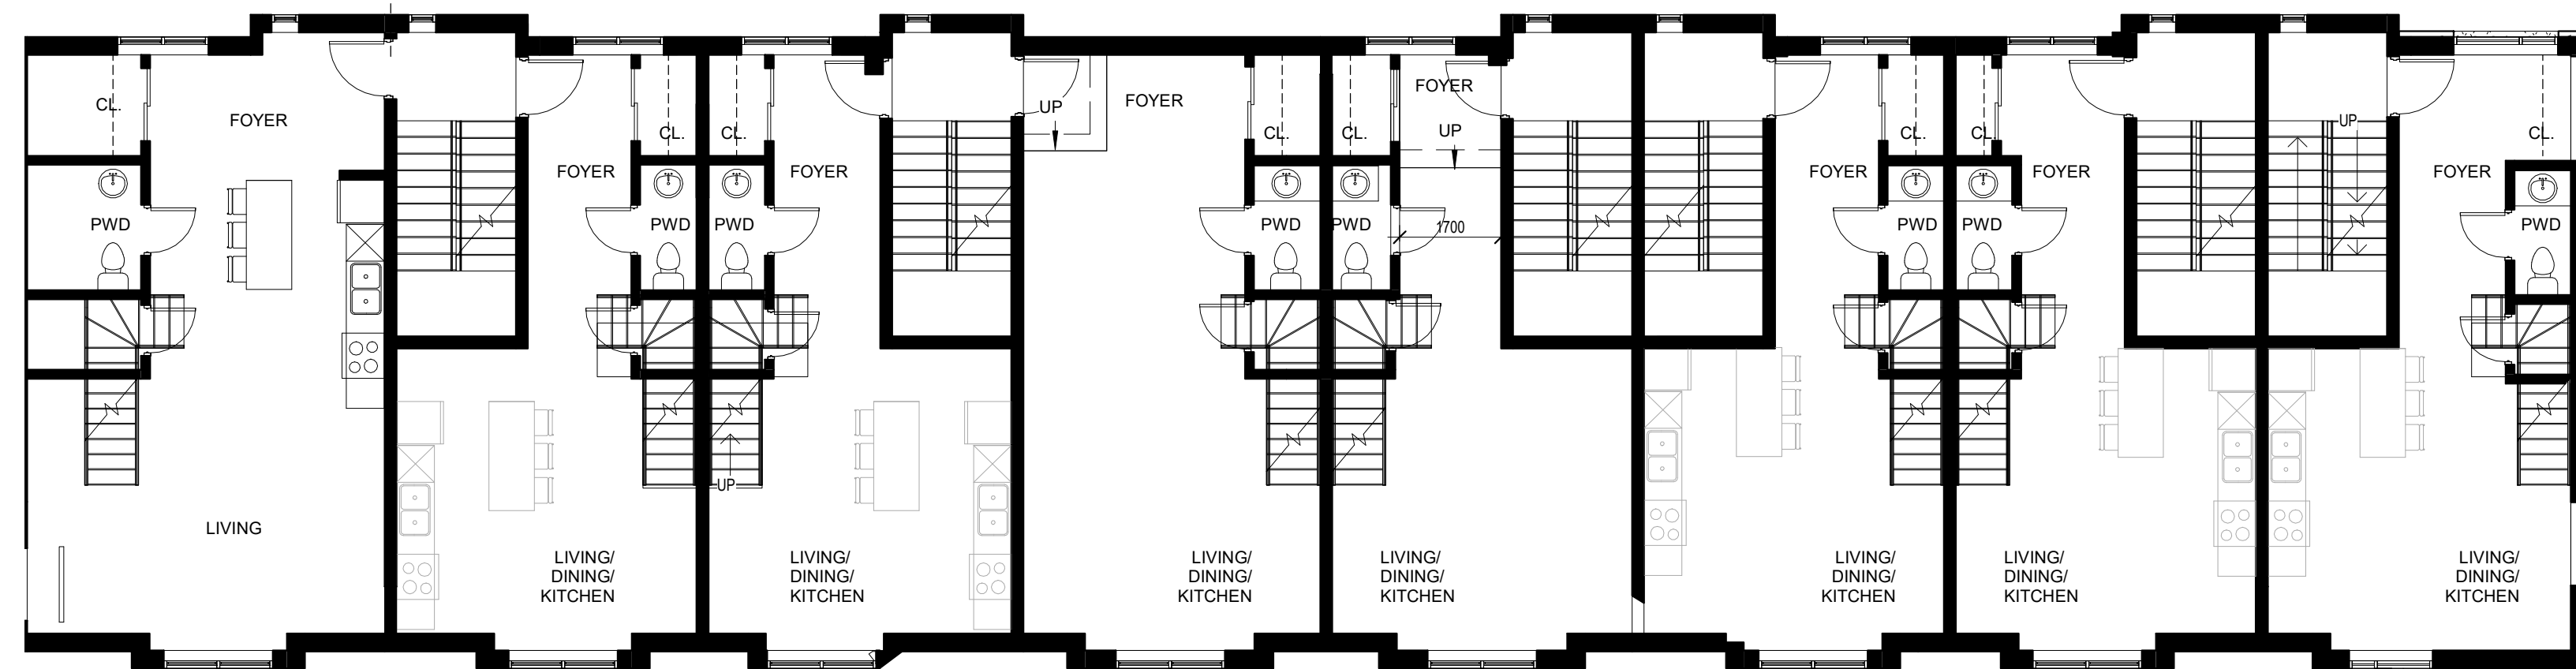 CL.
FOYER
PWD
LIVING
FOYER
CL.
PWD
LIVING/
DINING/
KITCHEN
CL.
FOYER
PWD
UP
LIVING/
DINING/
KITCHEN
UP
FOYER
CL.
PWD
LIVING/
DINING/
KITCHEN
FOYER
CL.
UP
PWD
1700
LIVING/
DINING/
KITCHEN
CL.
FOYER
PWD
LIVING/
DINING/
KITCHEN
CL.
FOYER
PWD
LIVING/
DINING/
KITCHEN
UP
CL.
FOYER
PWD
LIVING/
DINING/
KITCHEN